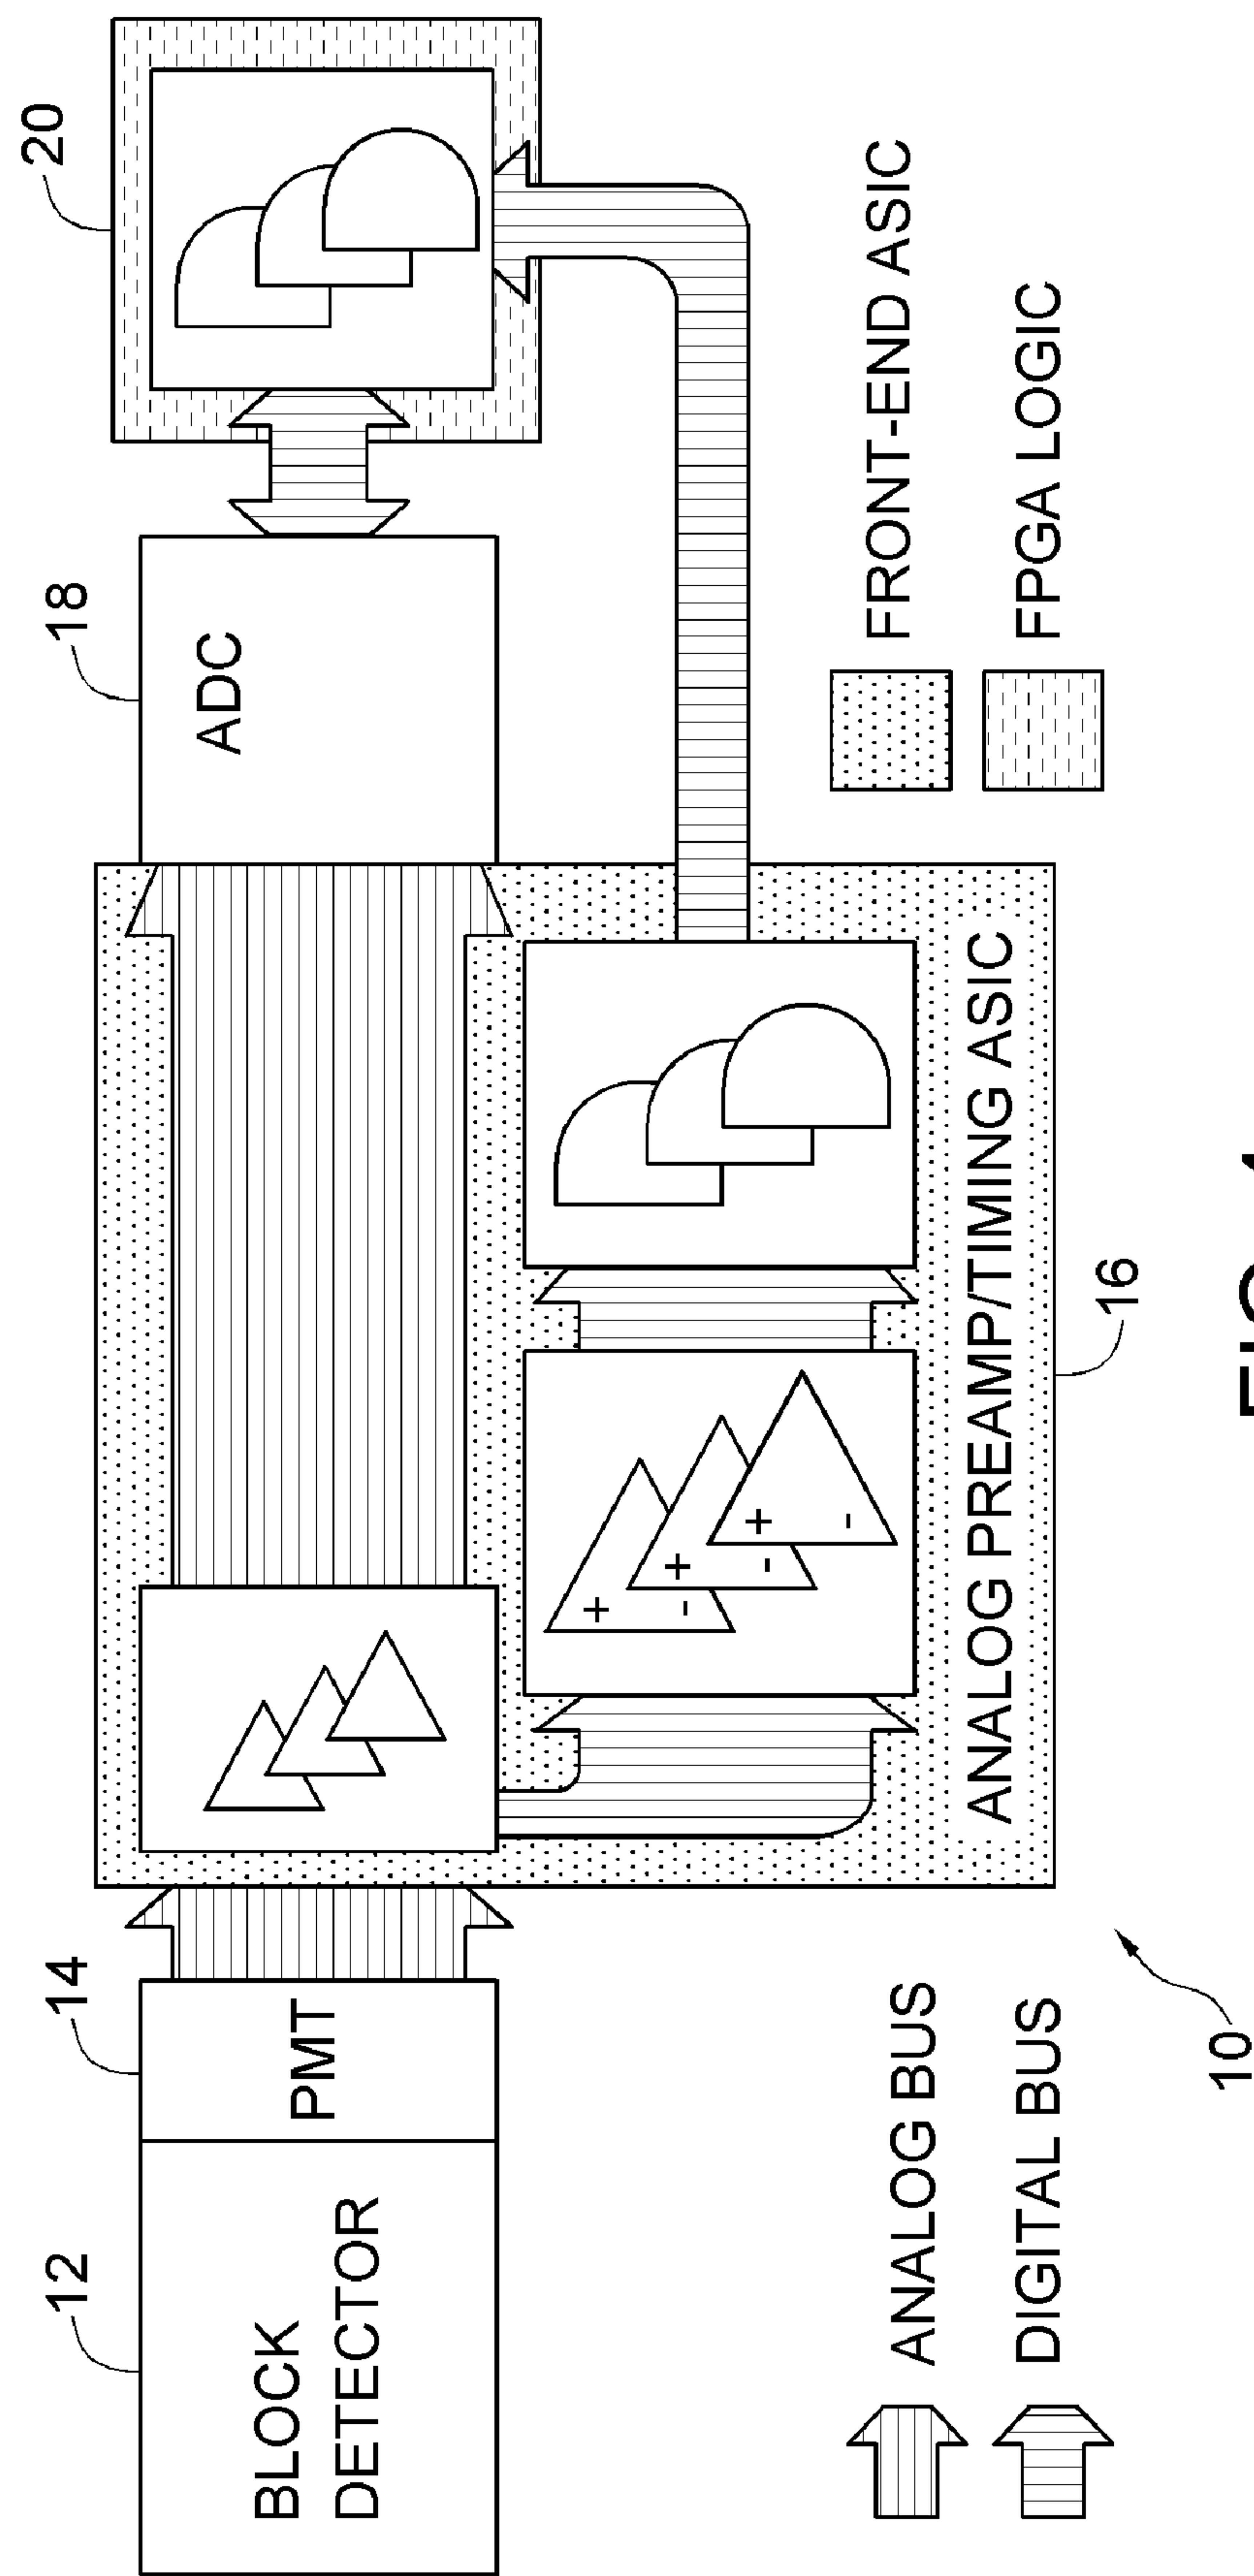 12
14
18
20
BLOCK
DETECTOR
PMT
ADC
+
-
+
-
+
-
ANALOG PREAMP/TIMING ASIC
16
ANALOG BUS
DIGITAL BUS
FRONT-END ASIC
FPGA LOGIC
10